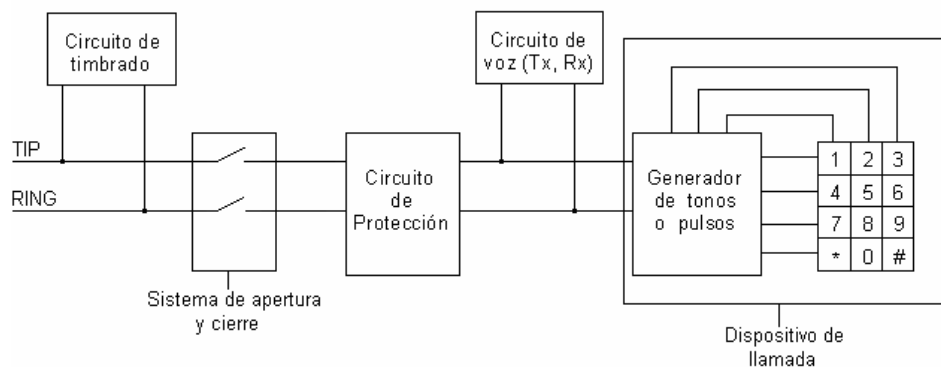 Circuito de
timbrado
Circuito de
voz (Tx, Rx)
TIP
RING
Circuito
de
Protección
Generador
de tonos
o pulsos
1 2 3
4 5 6
7 8 9
* 0 #
Sistema de apertura
y cierre
Dispositivo de
llamada